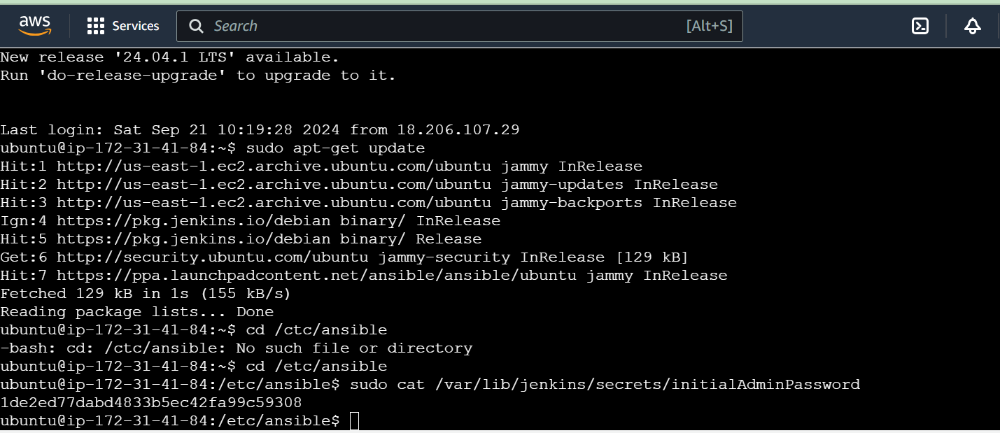 aws Services Search [Alt+S]
New release '24.04.1 LTS' available.
Run 'do-release-upgrade' to upgrade to it.
Last login: Sat Sep 21 10:19:28 2024 from 18.206.107.29
ubuntu@ip-172-31-41-84:~$ sudo apt-get update
Hit:1 http://us-east-1.ec2.archive.ubuntu.com/ubuntu jammy InRelease
Hit:2 http://us-east-1.ec2.archive.ubuntu.com/ubuntu jammy-updates InRelease
Hit:3 http://us-east-1.ec2.archive.ubuntu.com/ubuntu jammy-backports InRelease
Ign:4 https://pkg.jenkins.io/debian binary/ InRelease
Hit:5 https://pkg.jenkins.io/debian binary/ Release
Get:6 http://security.ubuntu.com/ubuntu jammy-security InRelease [129 kB]
Hit:7 https://ppa.launchpadcontent.net/ansible/ansible/ubuntu jammy InRelease
Fetched 129 kB in 1s (155 kB/s)
Reading package lists... Done
ubuntu@ip-172-31-41-84:~$ cd /ctc/ansible
-bash: cd: /ctc/ansible: No such file or directory
ubuntu@ip-172-31-41-84:~$ cd /etc/ansible
ubuntu@ip-172-31-41-84:/etc/ansible$ sudo cat /var/lib/jenkins/secrets/initialAdminPassword
1de2ed77dabd4833b5ec42fa99c59308
ubuntu@ip-172-31-41-84:/etc/ansible$